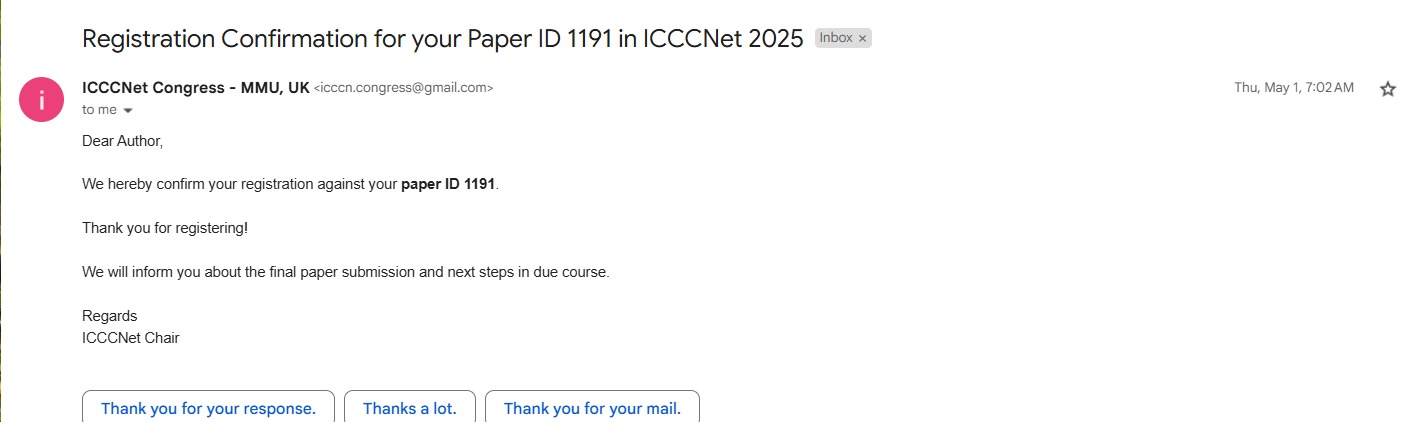 Registration Confirmation for your Paper ID 1191 in ICCCNet 2025 Inbox ×
i
ICCCNet Congress - MMU, UK <icccn.congress@gmail.com> Thu, May 1, 7:02 AM
to me
Dear Author,
We hereby confirm your registration against your paper ID 1191.
Thank you for registering!
We will inform you about the final paper submission and next steps in due course.
Regards
ICCCNet Chair
Thank you for your response. Thanks a lot. Thank you for your mail.